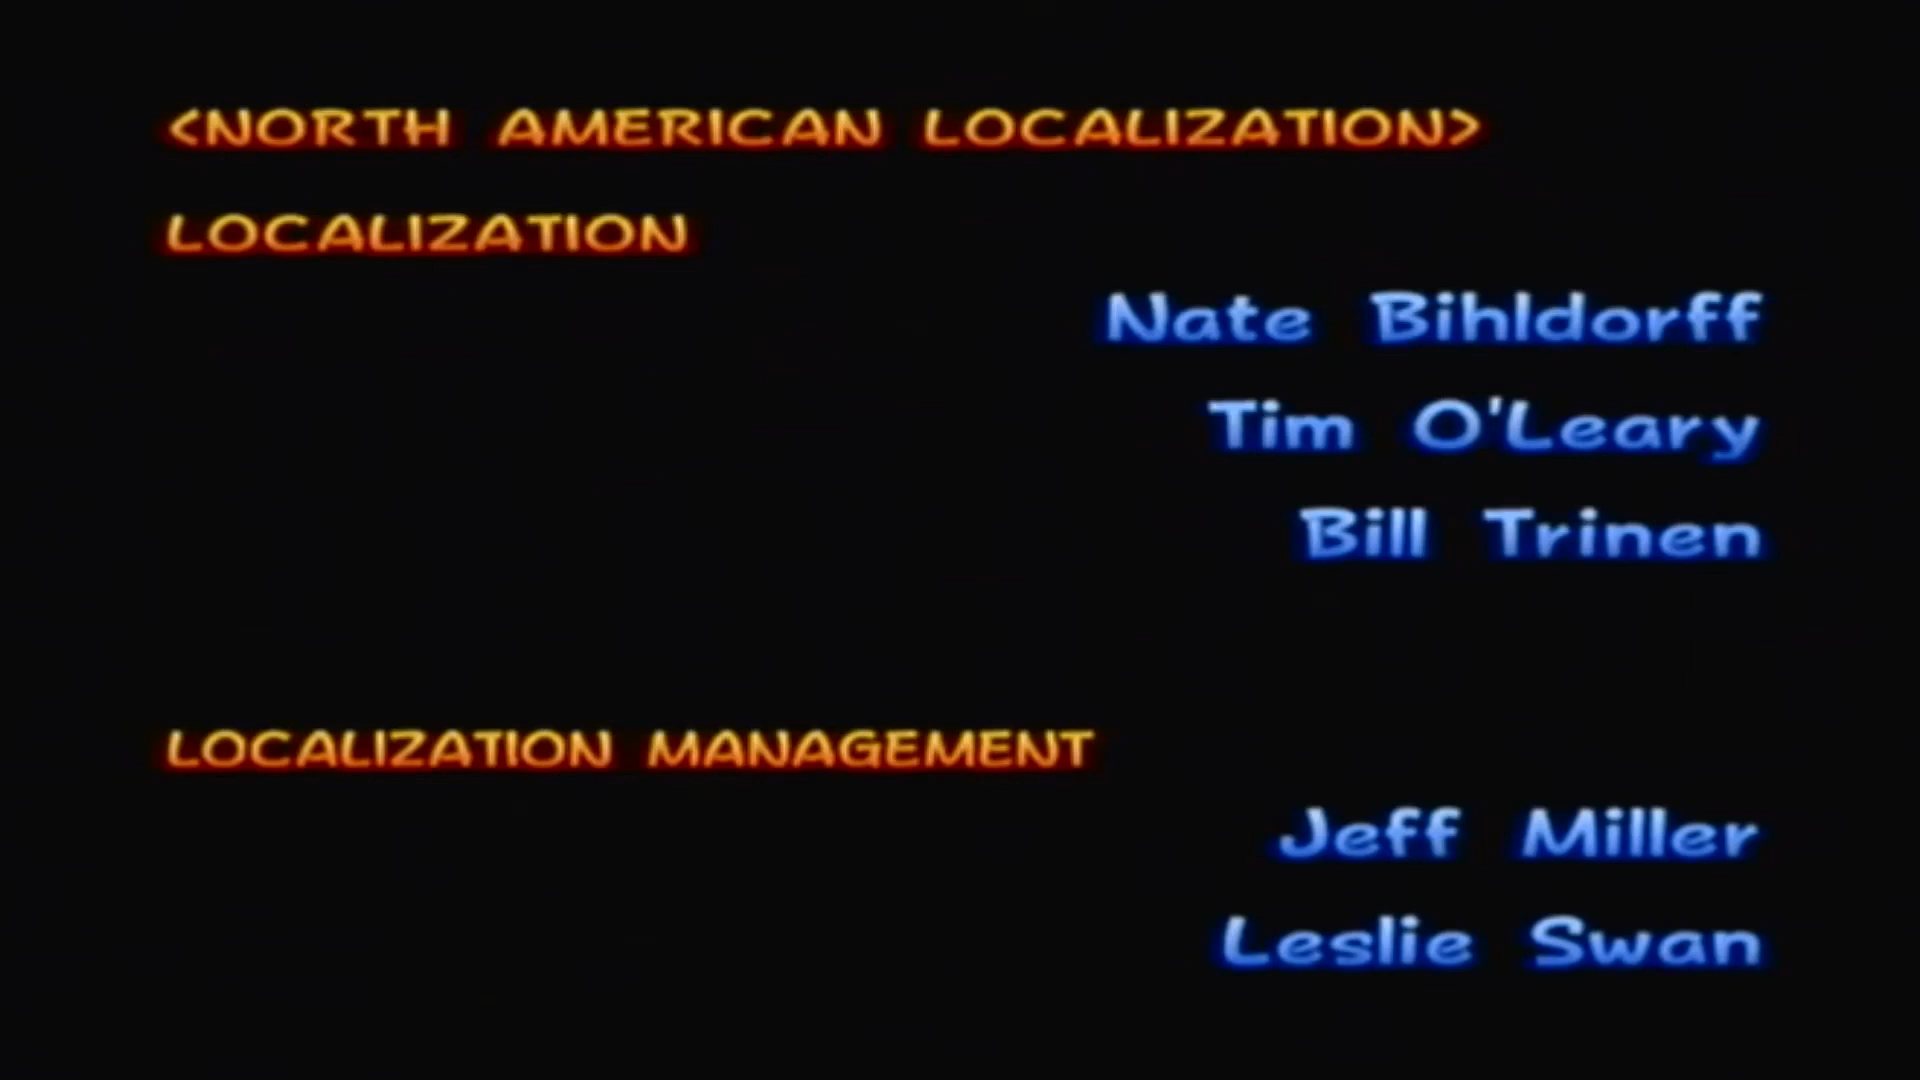 <NORTH AMERICAN LOCALIZATION>
LOCALIZATION
Nate Bihldorff
Tim O'Leary
Bill Trinen
LOCALIZATION MANAGEMENT
Jeff Miller
Leslie Swan